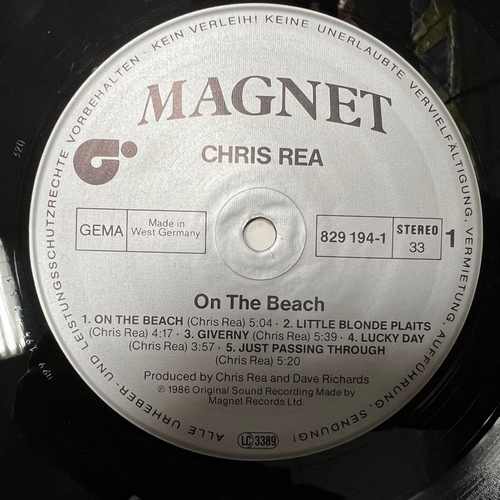 ALLE URHEBER- UND LEISTUNGSSCHUTZRECHTE VORBEHALTEN · KEIN VERLEIH! KEINE UNERLAUBTE VERVIELFÄLTIGUNG, VERMIETUNG, AUFFÜHRUNG, SENDUNG!
MAGNET
CHRIS REA
GEMA
Made in
West Germany
829 194-1
STEREO
33
1
On The Beach
1. ON THE BEACH (Chris Rea) 5:04 · 2. LITTLE BLONDE PLAITS
(Chris Rea) 4:17 · 3. GIVERNY (Chris Rea) 5:39 · 4. LUCKY DAY
(Chris Rea) 3:57 · 5. JUST PASSING THROUGH
(Chris Rea) 5:20
Produced by Chris Rea and Dave Richards
℗ 1986 Original Sound Recording Made by
Magnet Records Ltd.
LC 3389